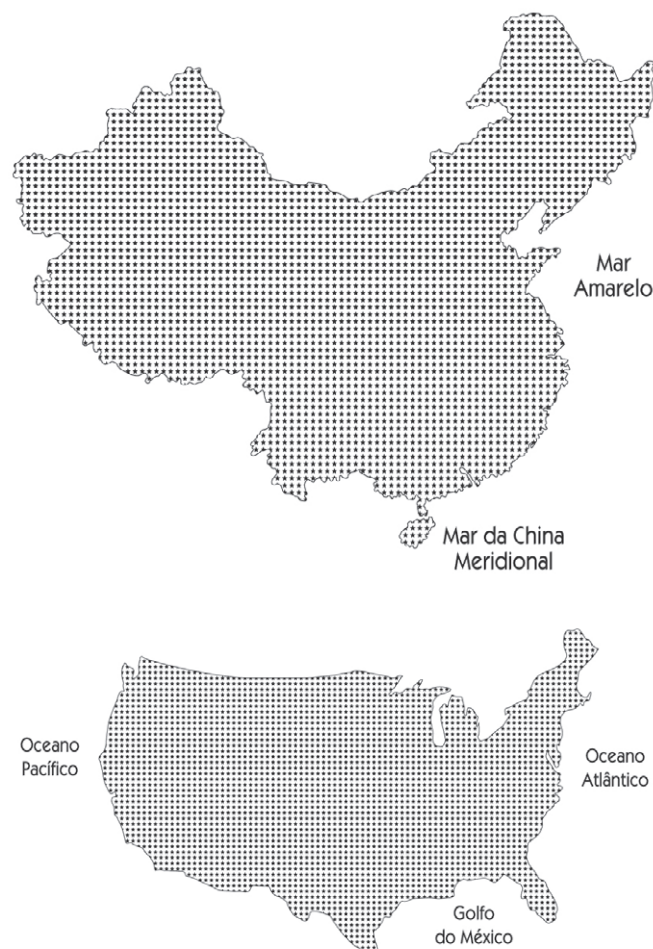 Mar
Amarelo
Mar da China
Meridional
Oceano
Pacífico
Oceano
Atlântico
Golfo
do México